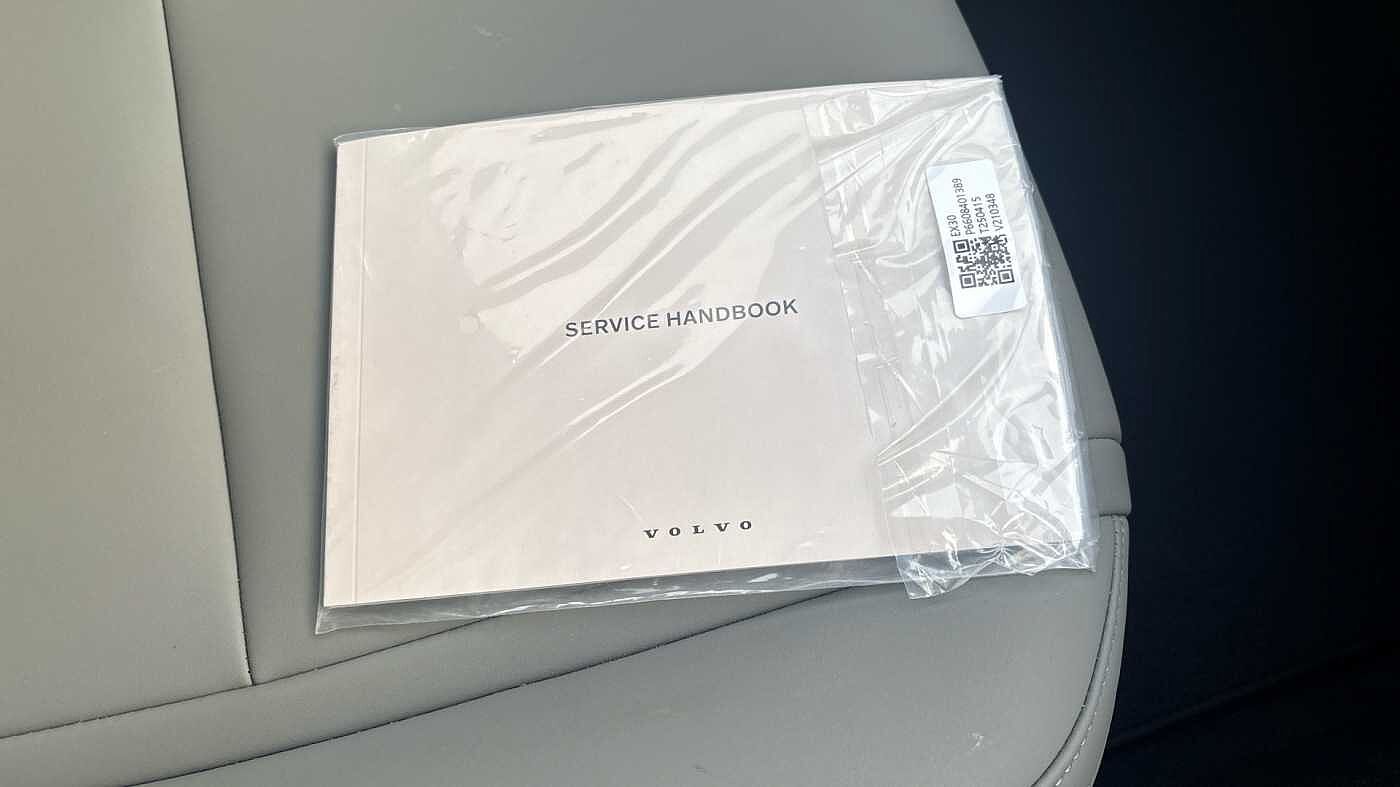 SERVICE HANDBOOK
VOLVO
EX30
P6608401389
T250415
V210348